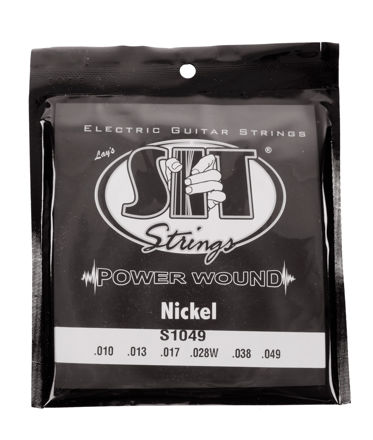 ELECTRIC GUITAR STRINGS
Lay's
SIT ®
Strings
POWER WOUND
Nickel
S1049
.010 .013 .017 .028W .038 .049